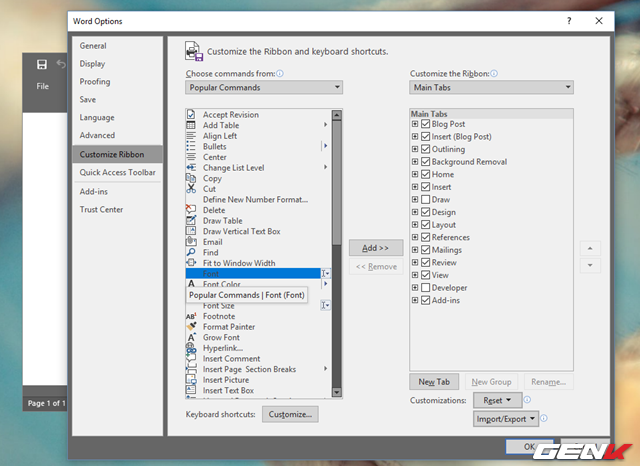 Word Options
?
File
General
Display
Proofing
Save
Language
Advanced
Customize Ribbon
Quick Access Toolbar
Add-ins
Trust Center
Customize the Ribbon and keyboard shortcuts.
Choose commands from:
Popular Commands
Accept Revision
Add Table
Align Left
Bullets
Center
Change List Level
Copy
Cut
Define New Number Format...
Delete
Draw Table
Draw Vertical Text Box
Email
Find
Fit to Window Width
Font
Font Color
Popular Commands | Font (Font)
Font Size
Footnote
Format Painter
Grow Font
Hyperlink...
Insert Comment
Insert Page Section Breaks
Insert Picture
Insert Text Box
Keyboard shortcuts: Customize...
Add >>
<< Remove
Customize the Ribbon:
Main Tabs
Main Tabs
Blog Post
Insert (Blog Post)
Outlining
Background Removal
Home
Insert
Draw
Design
Layout
References
Mailings
Review
View
Developer
Add-ins
New Tab New Group Rename...
Customizations: Reset
Import/Export
OK
GENK
Page 1 of 1